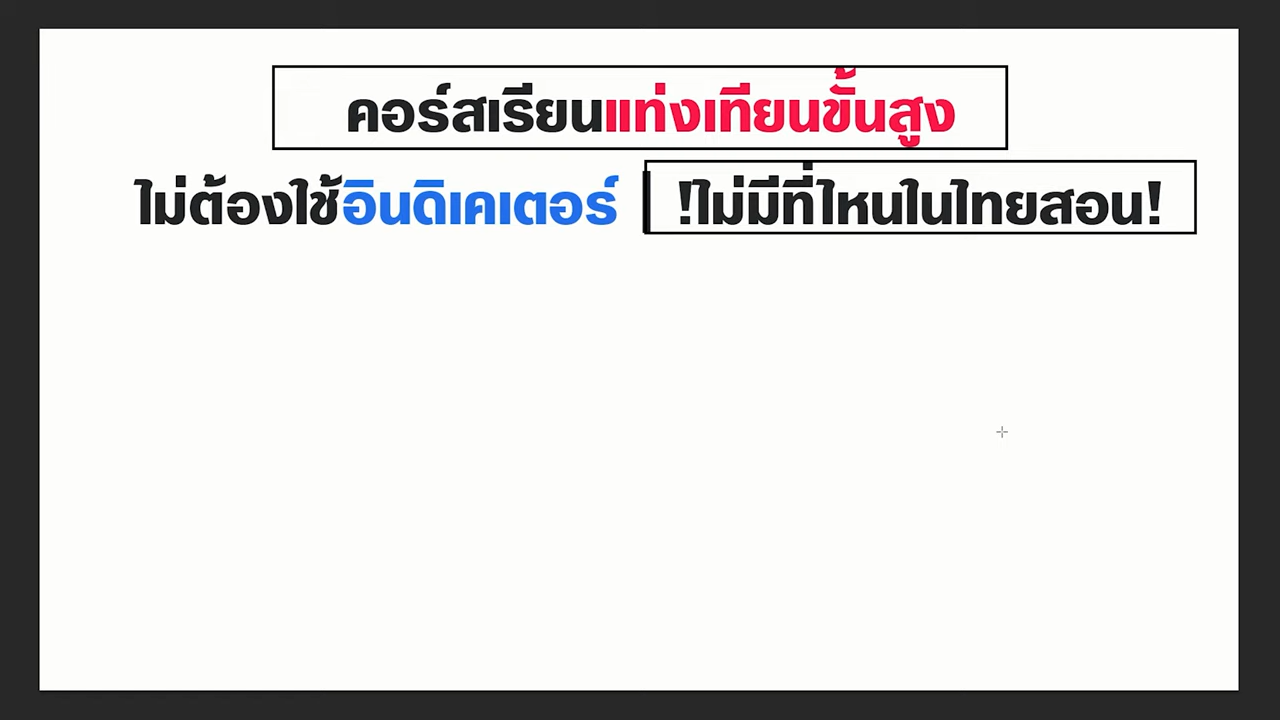 คอร์สเรียนแท่งเทียนขั้นสูง
ไม่ต้องใช้อินดิเคเตอร์ !ไม่มีที่ไหนในไทยสอน!